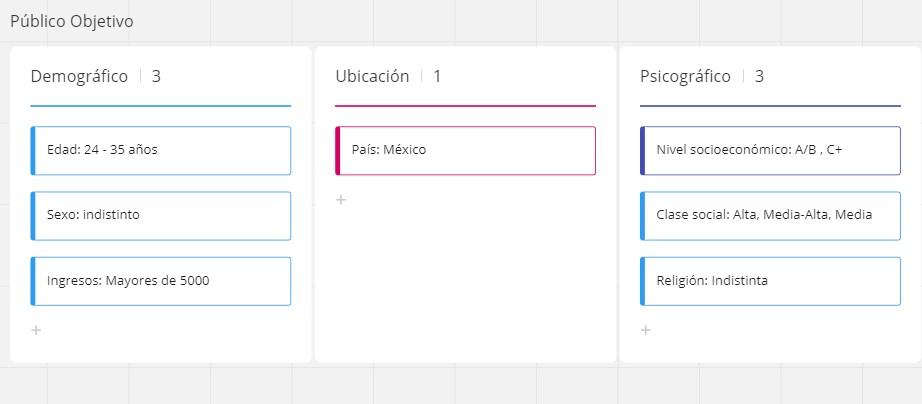 Público Objetivo
Demográfico | 3
Edad: 24 - 35 años
Sexo: indistinto
Ingresos: Mayores de 5000
+
Ubicación | 1
País: México
+
Psicográfico | 3
Nivel socioeconómico: A/B , C+
Clase social: Alta, Media-Alta, Media
Religión: Indistinta
+